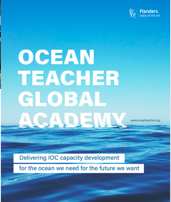 Flanders
State of the Art
OCEAN
TEACHER
GLOBAL
ACADEMY
www.oceanteacher.org
Delivering IOC capacity development
for the ocean we need for the future we want